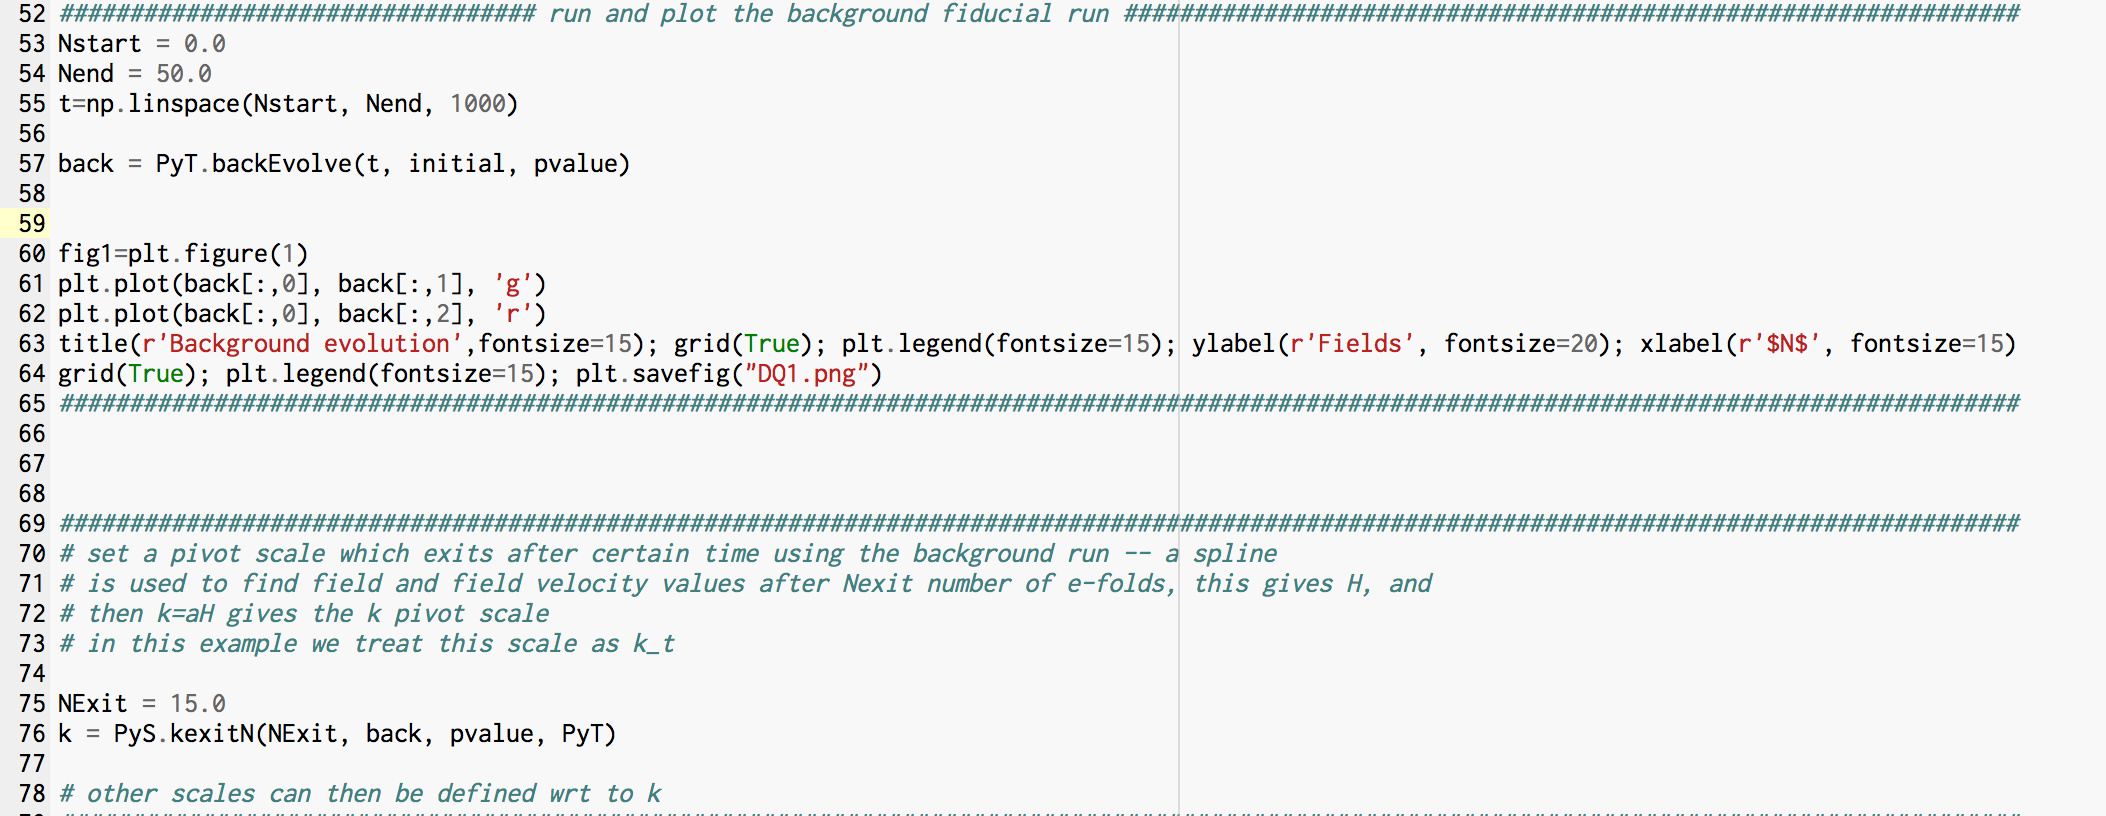 52 ################################## run and plot the background fiducial run ################################################################
53 Nstart = 0.0
54 Nend = 50.0
55 t=np.linspace(Nstart, Nend, 1000)
56
57 back = PyT.backEvolve(t, initial, pvalue)
58
59
60 fig1=plt.figure(1)
61 plt.plot(back[:,0], back[:,1], 'g')
62 plt.plot(back[:,0], back[:,2], 'r')
63 title(r'Background evolution',fontsize=15); grid(True); plt.legend(fontsize=15); ylabel(r'Fields', fontsize=20); xlabel(r'$N$', fontsize=15)
64 grid(True); plt.legend(fontsize=15); plt.savefig("DQ1.png")
65 ############################################################################################################################################
66
67
68
69 ############################################################################################################################################
70 # set a pivot scale which exits after certain time using the background run -- a spline
71 # is used to find field and field velocity values after Nexit number of e-folds, this gives H, and
72 # then k=aH gives the k pivot scale
73 # in this example we treat this scale as k_t
74
75 NExit = 15.0
76 k = PyS.kexitN(NExit, back, pvalue, PyT)
77
78 # other scales can then be defined wrt to k